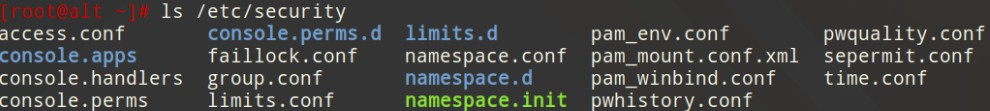 [root@alt ~]# ls /etc/security
access.conf console.perms.d limits.d pam_env.conf pwquality.conf
console.apps faillock.conf namespace.conf pam_mount.conf.xml sepermit.conf
console.handlers group.conf namespace.d pam_winbind.conf time.conf
console.perms limits.conf namespace.init pwhistory.conf